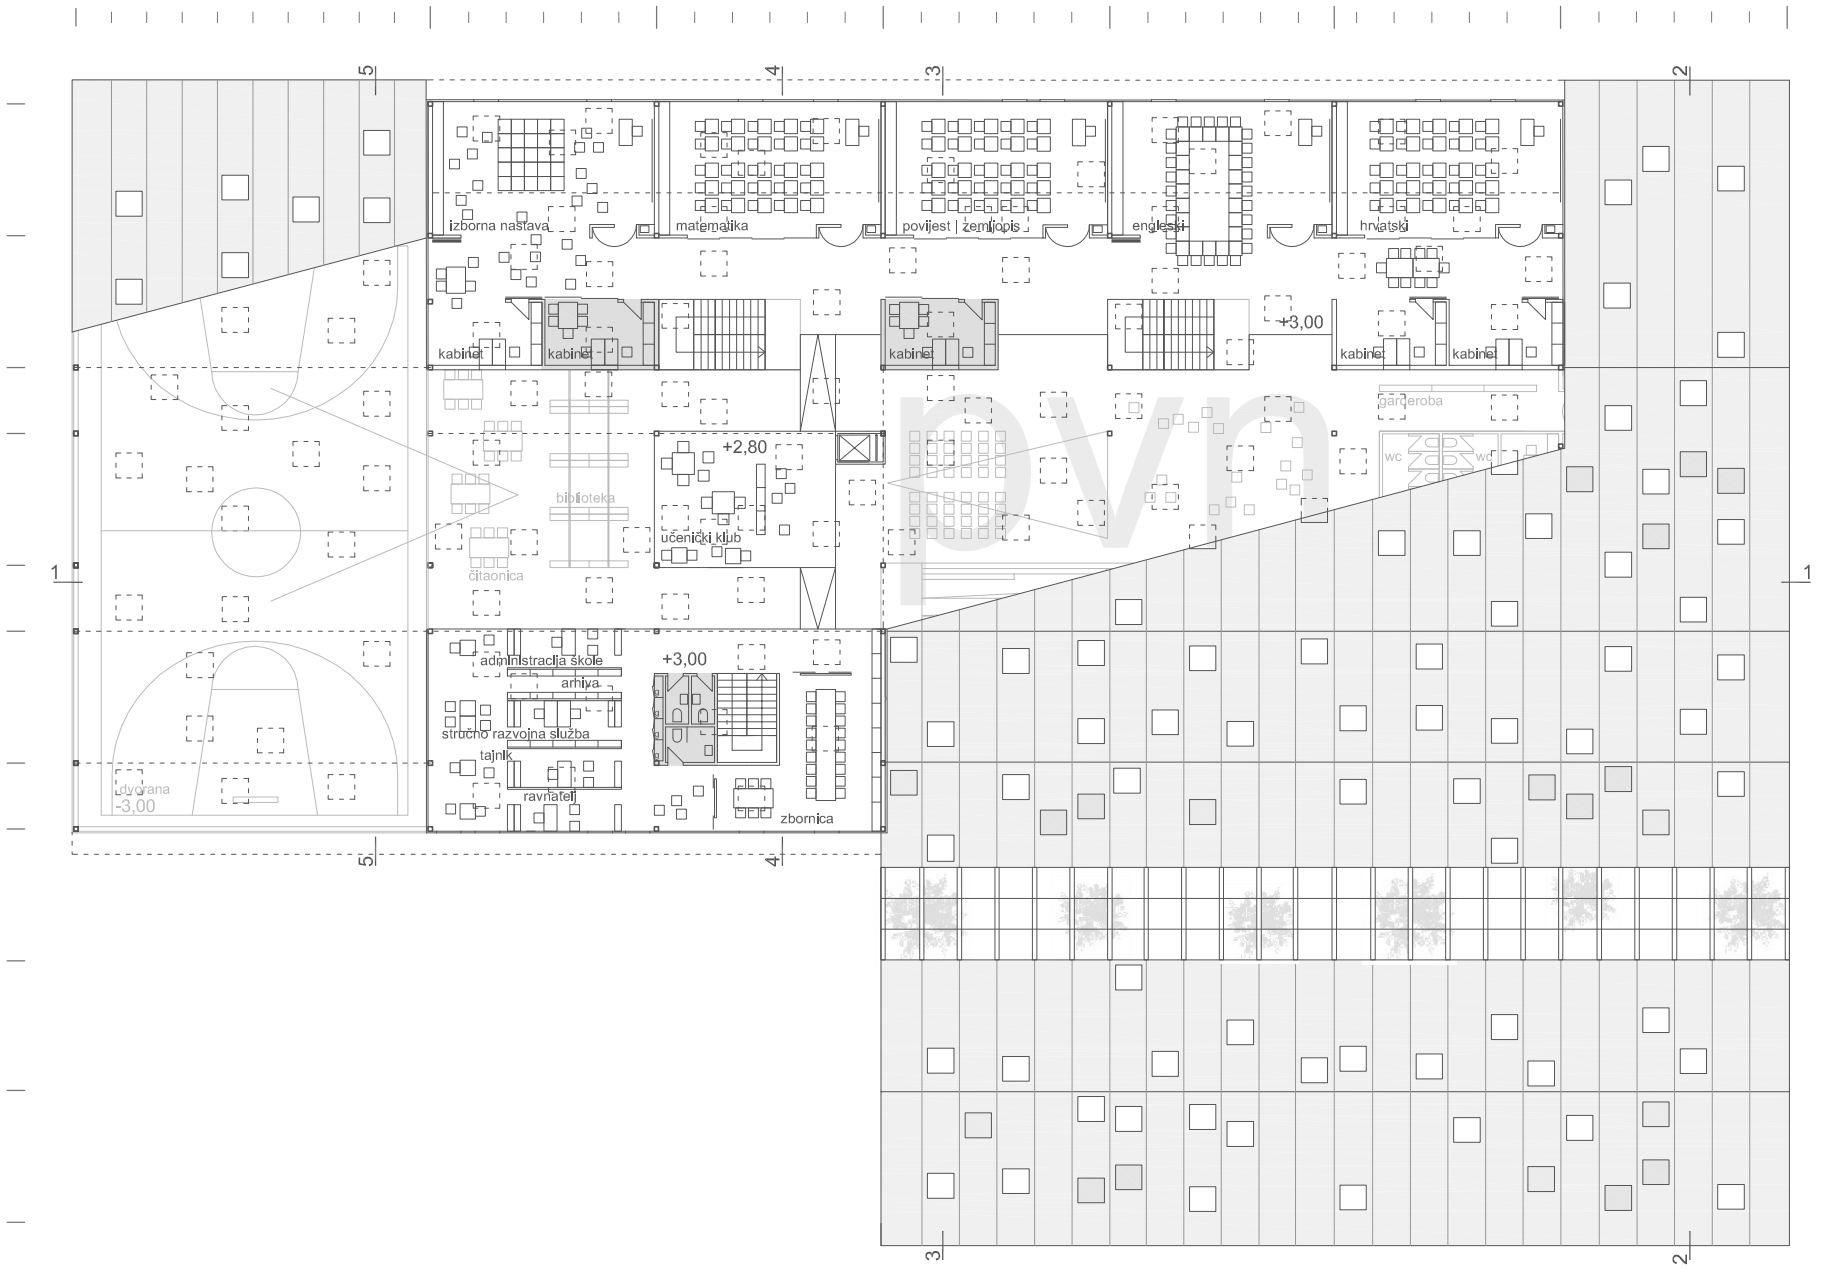 5
4
3
2
izborna nastava
matematika
povijest | zemljopis
engleski
hrvatski
+3,00
kabinet
kabinet
kabinet
kabinet
kabinet
garderoba
pvn
+2,80
wc
wc
biblioteka
učenički klub
čitaonica
1
1
administracija škole
+3,00
arhiva
stručno razvojna služba
tajnik
dvorana
-3,00
ravnatelj
zbornica
5
4
3
2